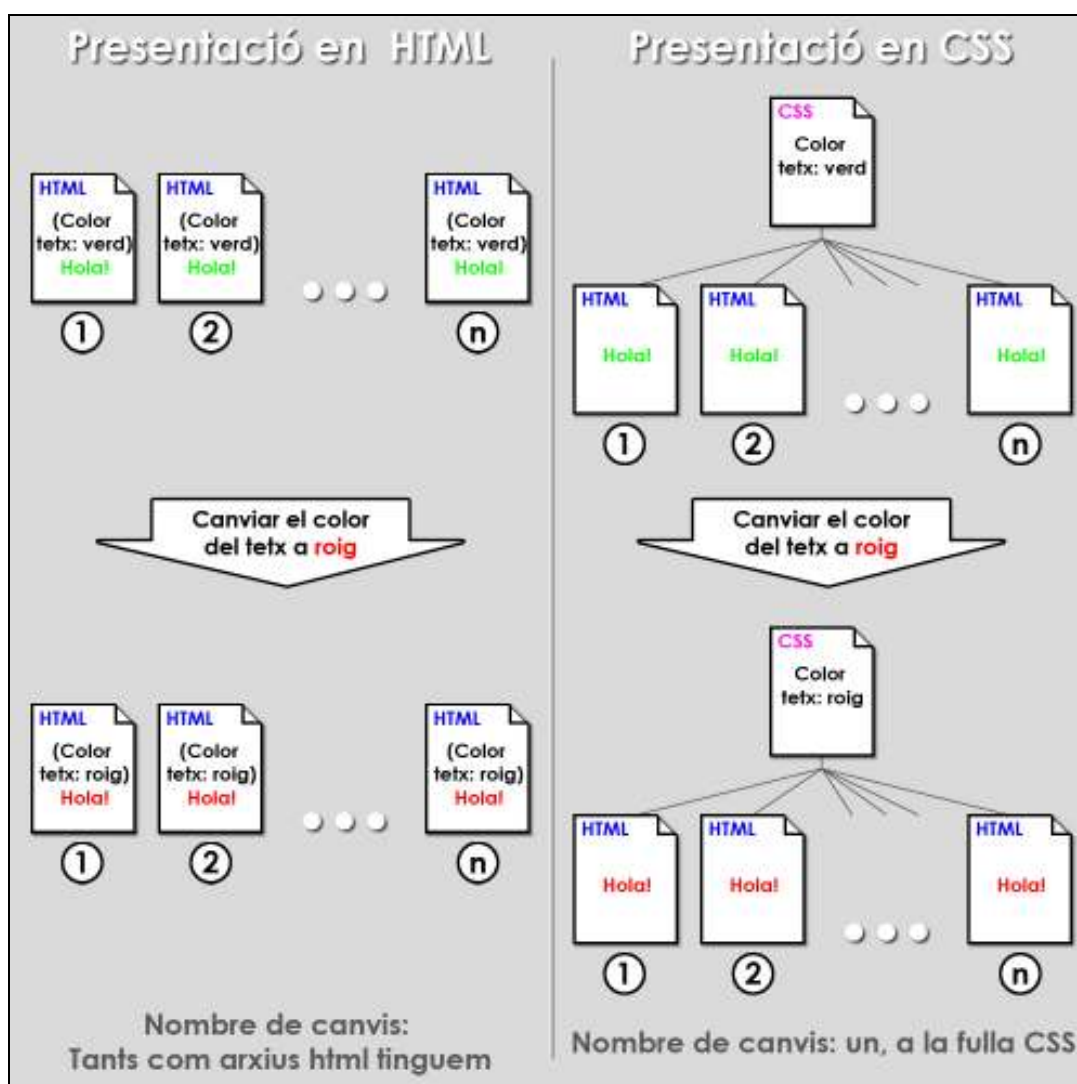 Presentació en HTML
HTML
(Color
tetx: verd)
Hola!
1
HTML
(Color
tetx: verd)
Hola!
2
HTML
(Color
tetx: verd)
Hola!
n
Canviar el color
del tetx a roig
HTML
(Color
tetx: roig)
Hola!
1
HTML
(Color
tetx: roig)
Hola!
2
HTML
(Color
tetx: roig)
Hola!
n
Nombre de canvis:
Tants com arxius html tinguem
Presentació en CSS
CSS
Color
tetx: verd
HTML
Hola!
1
HTML
Hola!
2
HTML
Hola!
n
Canviar el color
del tetx a roig
CSS
Color
tetx: roig
HTML
Hola!
1
HTML
Hola!
2
HTML
Hola!
n
Nombre de canvis: un, a la fulla CSS